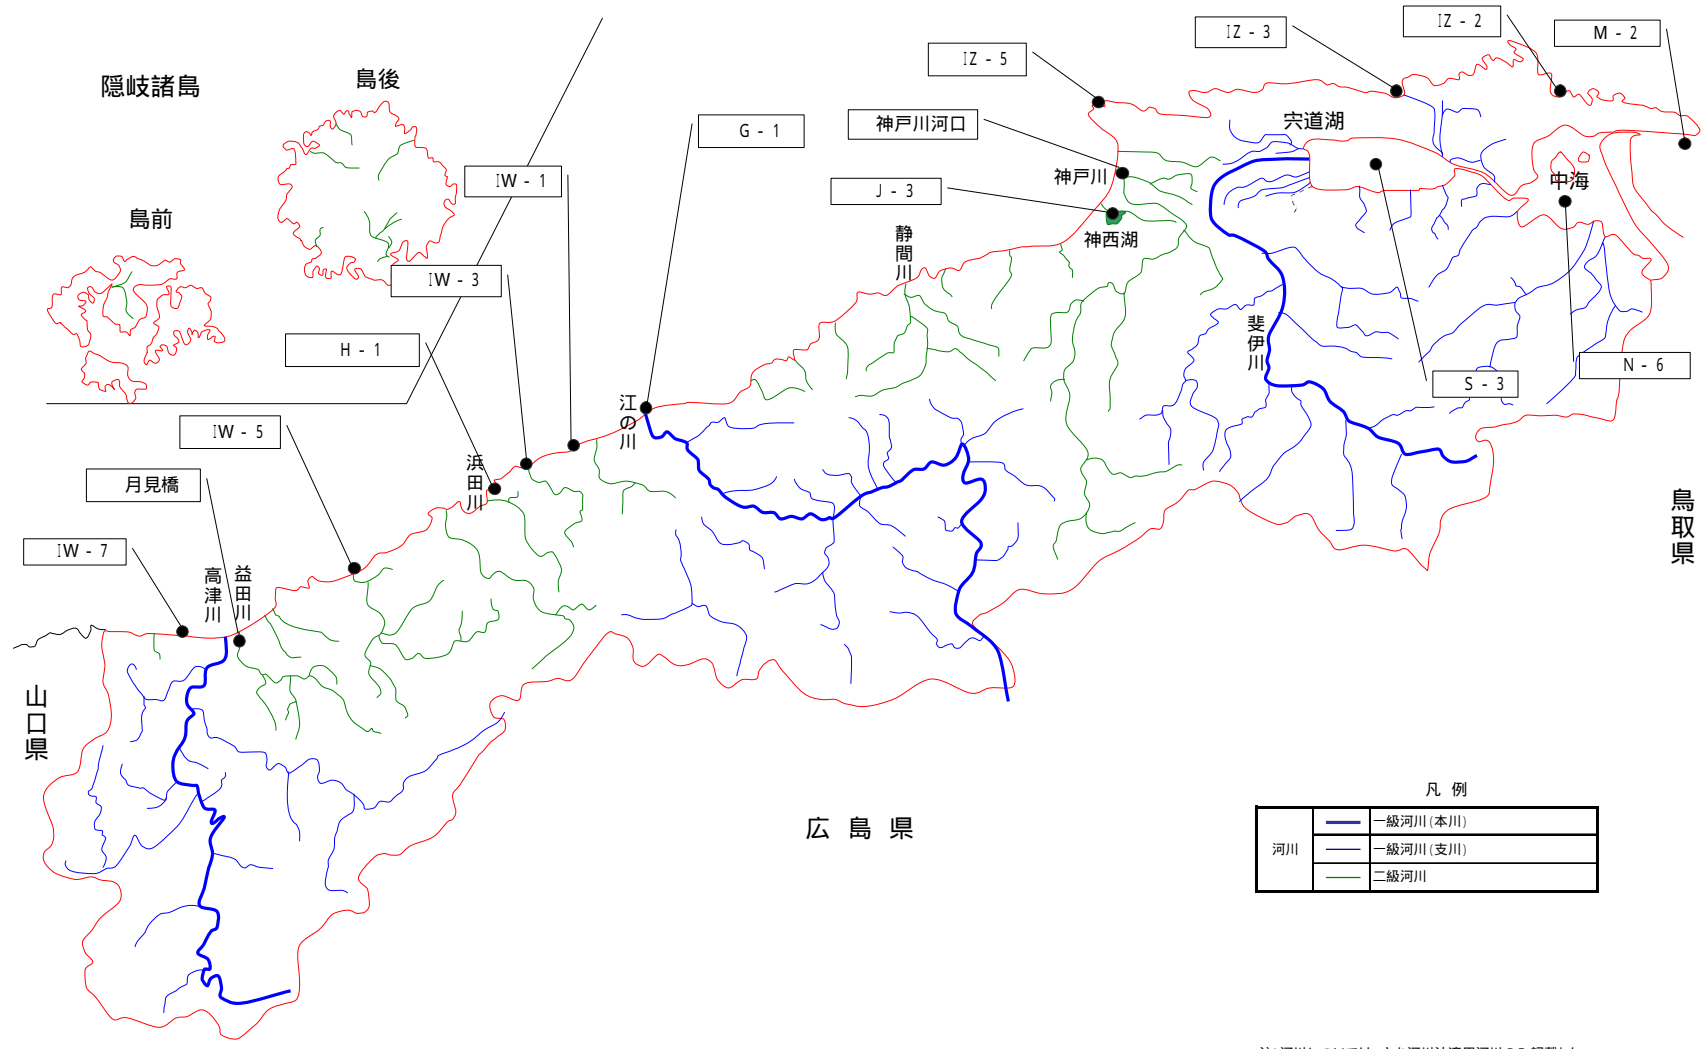 IZ - 2
IZ - 3
M - 2
IZ - 5
隠岐諸島
島後
G - 1
神戸川河口
宍道湖
IW - 1
神戸川
中海
J - 3
島前
神西湖
静間川
IW - 3
斐伊川
H - 1
N - 6
S - 3
江の川
IW - 5
浜田川
月見橋
鳥取県
IW - 7
高津川
益田川
山口県
広島県
凡 例
河川
一級河川(本川)
一級河川(支川)
二級河川